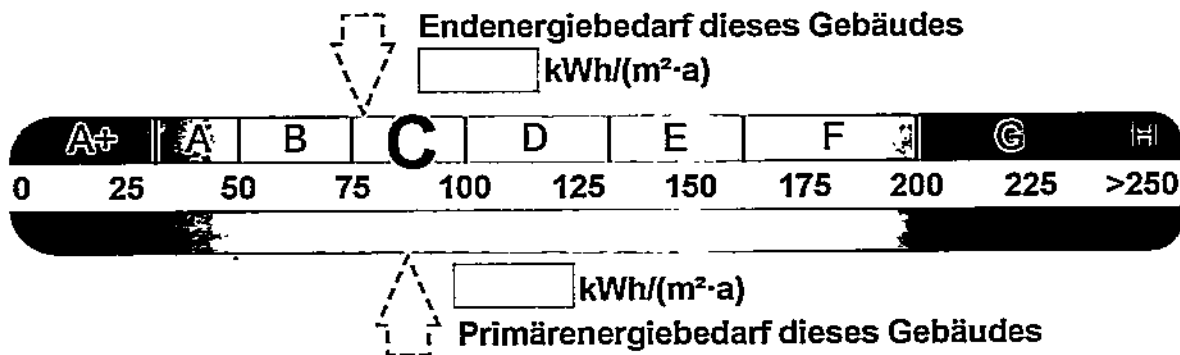 Endenergiebedarf dieses Gebäudes
kWh/(m²·a)
A+ A B C D E F G H
0 25 50 75 100 125 150 175 200 225 >250
kWh/(m²·a)
Primärenergiebedarf dieses Gebäudes